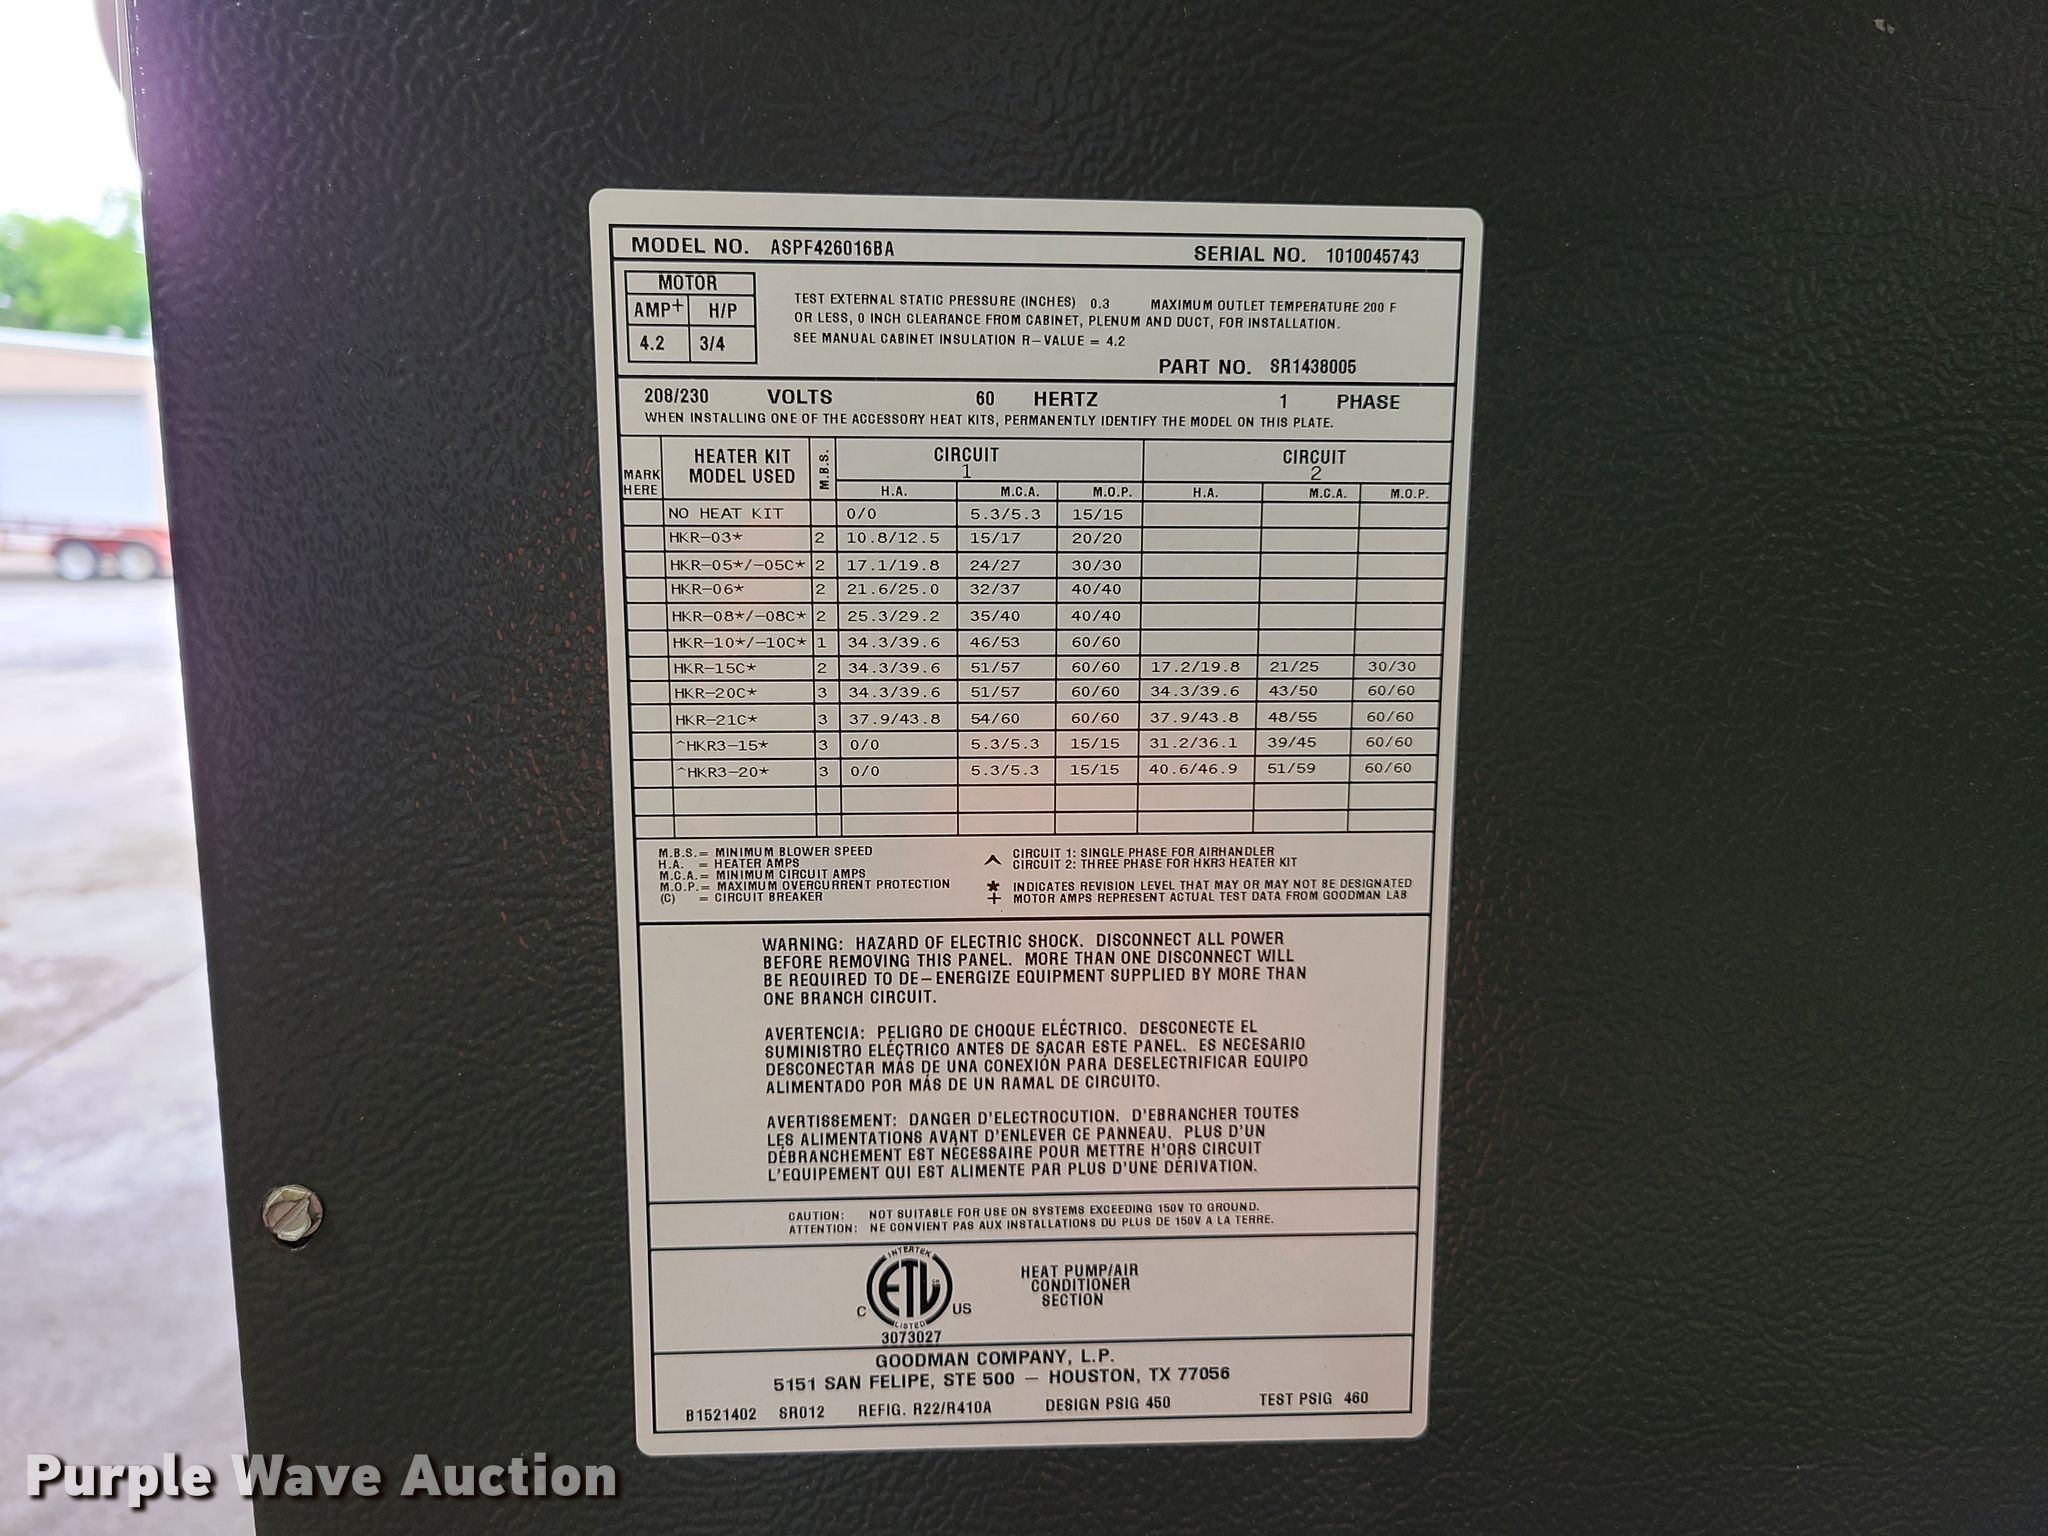 MODEL NO. ASPF426016BA SERIAL NO. 1010045743
MOTOR
AMP+ H/P
4.2 3/4
TEST EXTERNAL STATIC PRESSURE (INCHES) 0.3 MAXIMUM OUTLET TEMPERATURE 200 F
OR LESS, 0 INCH CLEARANCE FROM CABINET, PLENUM AND DUCT, FOR INSTALLATION.
SEE MANUAL CABINET INSULATION R-VALUE = 4.2
PART NO. SR1438005
208/230 VOLTS 60 HERTZ 1 PHASE
WHEN INSTALLING ONE OF THE ACCESSORY HEAT KITS, PERMANENTLY IDENTIFY THE MODEL ON THIS PLATE.
MARK HERE HEATER KIT MODEL USED M.B.S. CIRCUIT 1 CIRCUIT 2
H.A. M.C.A. M.O.P. H.A. M.C.A. M.O.P.
NO HEAT KIT 0/0 5.3/5.3 15/15
HKR-03* 2 10.8/12.5 15/17 20/20
HKR-05*/-05C* 2 17.1/19.8 24/27 30/30
HKR-06* 2 21.6/25.0 32/37 40/40
HKR-08*/-08C* 2 25.3/29.2 35/40 40/40
HKR-10*/-10C* 1 34.3/39.6 46/53 60/60
HKR-15C* 2 34.3/39.6 51/57 60/60 17.2/19.8 21/25 30/30
HKR-20C* 3 34.3/39.6 51/57 60/60 34.3/39.6 43/50 60/60
HKR-21C* 3 37.9/43.8 54/60 60/60 37.9/43.8 48/55 60/60
^HKR3-15* 3 0/0 5.3/5.3 15/15 31.2/36.1 39/45 60/60
^HKR3-20* 3 0/0 5.3/5.3 15/15 40.6/46.9 51/59 60/60
M.B.S. = MINIMUM BLOWER SPEED
H.A. = HEATER AMPS
M.C.A. = MINIMUM CIRCUIT AMPS
M.O.P. = MAXIMUM OVERCURRENT PROTECTION
(C) = CIRCUIT BREAKER
^ CIRCUIT 1: SINGLE PHASE FOR AIRHANDLER
CIRCUIT 2: THREE PHASE FOR HKR3 HEATER KIT
* INDICATES REVISION LEVEL THAT MAY OR MAY NOT BE DESIGNATED
+ MOTOR AMPS REPRESENT ACTUAL TEST DATA FROM GOODMAN LAB
WARNING: HAZARD OF ELECTRIC SHOCK. DISCONNECT ALL POWER
BEFORE REMOVING THIS PANEL. MORE THAN ONE DISCONNECT WILL
BE REQUIRED TO DE-ENERGIZE EQUIPMENT SUPPLIED BY MORE THAN
ONE BRANCH CIRCUIT.
AVERTENCIA: PELIGRO DE CHOQUE ELÉCTRICO. DESCONECTE EL
SUMINISTRO ELÉCTRICO ANTES DE SACAR ESTE PANEL. ES NECESARIO
DESCONECTAR MÁS DE UNA CONEXIÓN PARA DESELECTRIFICAR EQUIPO
ALIMENTADO POR MÁS DE UN RAMAL DE CIRCUITO.
AVERTISSEMENT: DANGER D'ELECTROCUTION. D'EBRANCHER TOUTES
LES ALIMENTATIONS AVANT D'ENLEVER CE PANNEAU. PLUS D'UN
DÉBRANCHEMENT EST NÉCESSAIRE POUR METTRE H'ORS CIRCUIT
L'EQUIPEMENT QUI EST ALIMENTE PAR PLUS D'UNE DÉRIVATION.
CAUTION: NOT SUITABLE FOR USE ON SYSTEMS EXCEEDING 150V TO GROUND.
ATTENTION: NE CONVIENT PAS AUX INSTALLATIONS DU PLUS DE 150V A LA TERRE.
INTERTEK
C ETL US
LISTED
3073027
HEAT PUMP/AIR
CONDITIONER
SECTION
GOODMAN COMPANY, L.P.
5151 SAN FELIPE, STE 500 - HOUSTON, TX 77056
B1521402 SR012 REFIG. R22/R410A DESIGN PSIG 450 TEST PSIG 460
Purple Wave Auction